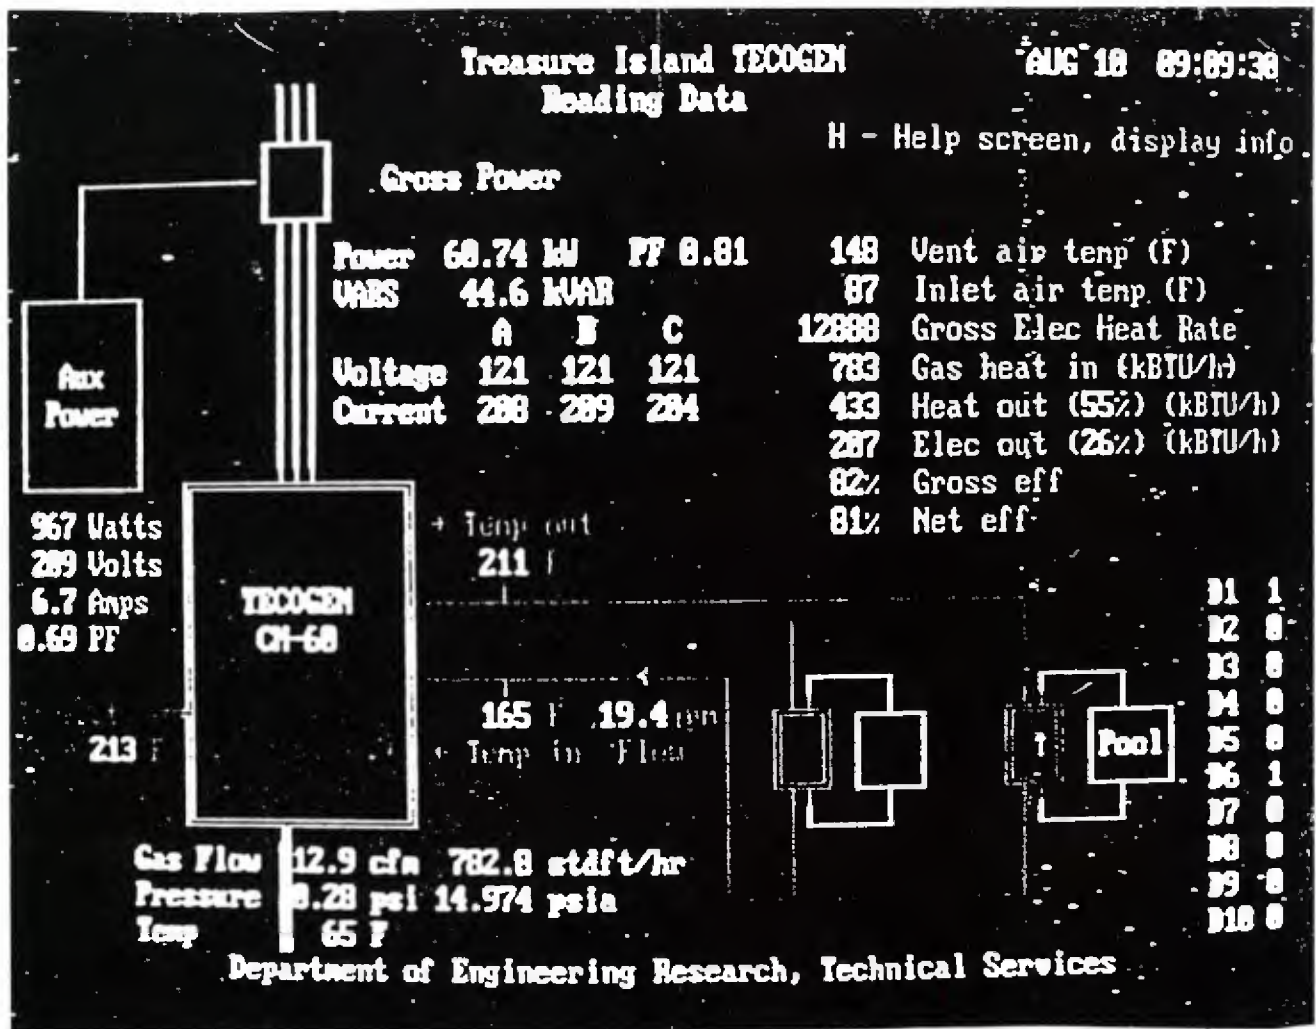 Treasure Island TECOGEN
AUG 10 09:09:30
Reading Data
H - Help screen, display info
Gross Power
Power 60.74 kW PF 0.81
VARS 44.6 kVAR
A B C
Voltage 121 121 121
Current 208 209 204
148 Vent air temp (F)
87 Inlet air temp (F)
12888 Gross Elec Heat Rate
783 Gas heat in (kBTU/h)
433 Heat out (55%) (kBTU/h)
207 Elec out (26%) (kBTU/h)
82% Gross eff
81% Net eff
Aux
Power
967 Watts
209 Volts
6.7 Amps
0.69 PF
TECOGEN
CM-60
Temp out
211 F
165 F 19.4 gpm
Temp in Flow
213 F
Pool
D1 1
D2 0
D3 0
D4 0
D5 0
D6 1
D7 0
D8 0
D9 0
D10 0
Gas Flow 12.9 cfm 782.8 stdft/hr
Pressure 0.28 psi 14.974 psia
Temp 65 F
Department of Engineering Research, Technical Services